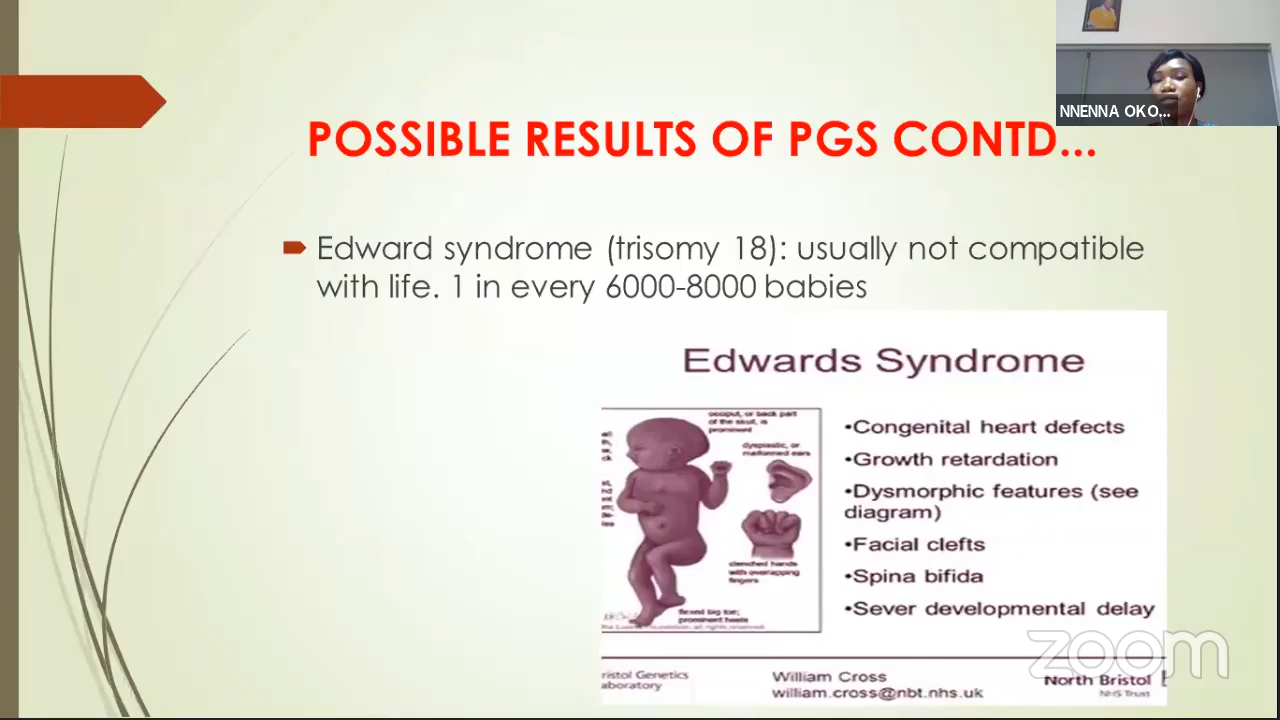 NNENNA OKO...
POSSIBLE RESULTS OF PGS CONTD...
Edward syndrome (trisomy 18): usually not compatible
with life. 1 in every 6000-8000 babies
Edwards Syndrome
occiput, or back part
of the skull, is
prominent
dysplastic, or
malformed ears
clenched hands
with overlapping
fingers
flexed big toe;
prominent heels
Foundation, all rights reserved.
•Congenital heart defects
•Growth retardation
•Dysmorphic features (see
diagram)
•Facial clefts
•Spina bifida
•Sever developmental delay
zoom
ristol Genetics
aboratory
William Cross
william.cross@nbt.nhs.uk
North Bristol
NHS Trust